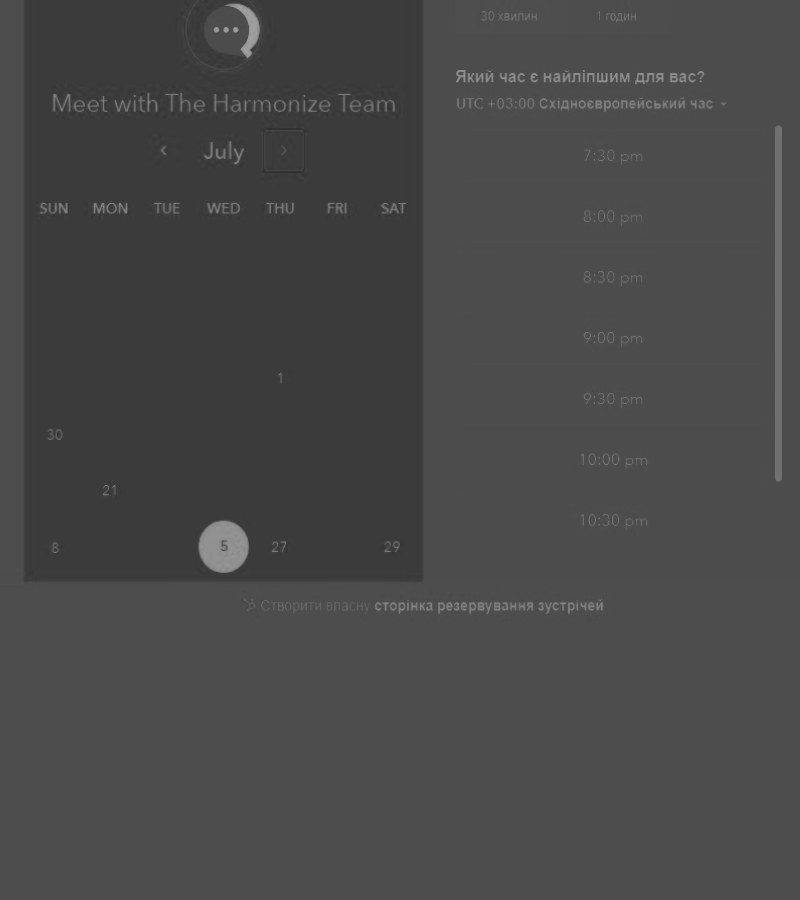 Meet with The Harmonize Team
July
SUN MON TUE WED THU FRI SAT
1
30
21
8 5 27 29
30 хвилин 1 годин
Який час є найліпшим для вас?
UTC +03:00 Східноєвропейський час
7:30 pm
8:00 pm
8:30 pm
9:00 pm
9:30 pm
10:00 pm
10:30 pm
Створити власну сторінка резервування зустрічей